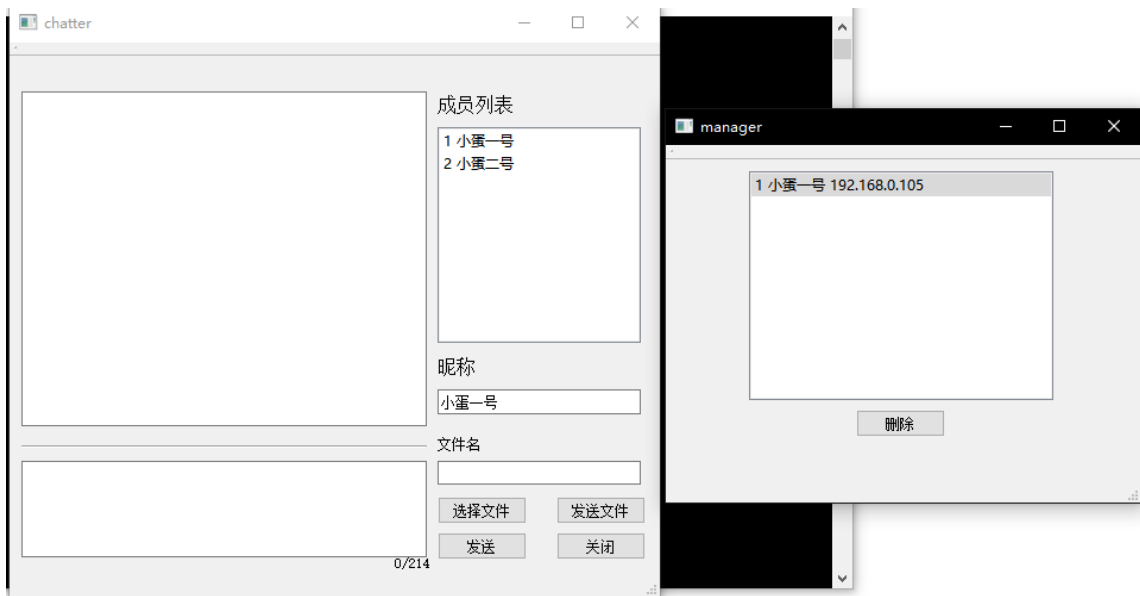 chatter
成员列表
1 小蛋一号
2 小蛋二号
昵称
小蛋一号
文件名
选择文件
发送文件
发送
关闭
0/214
manager
1 小蛋一号 192.168.0.105
删除